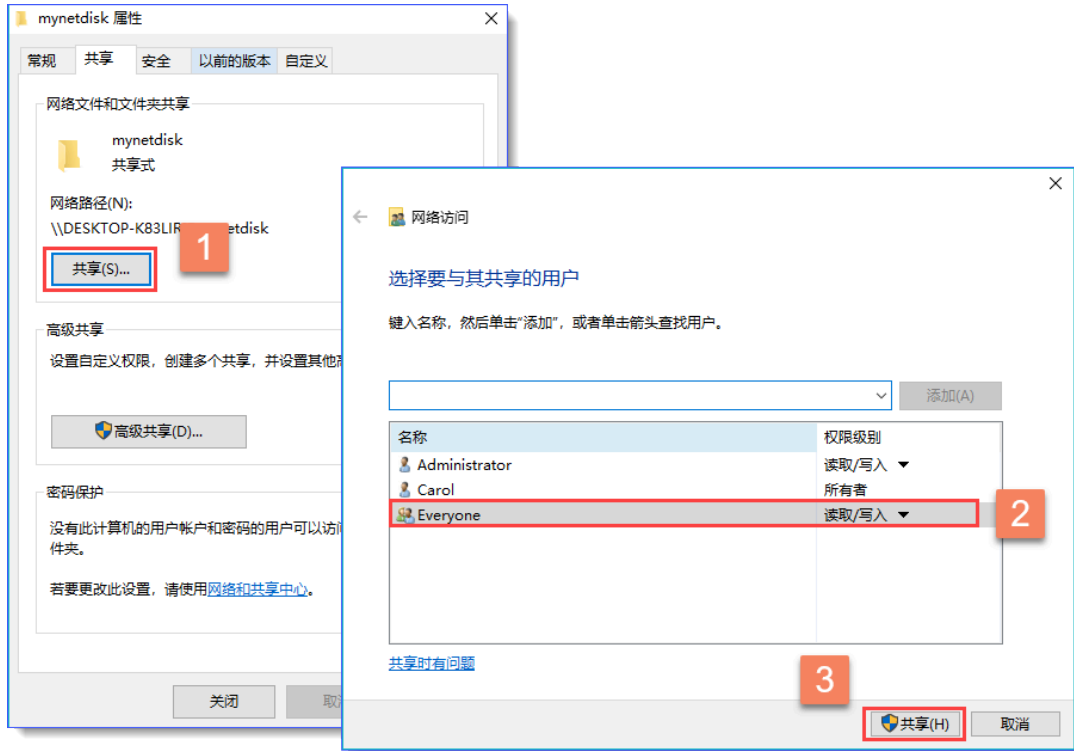 mynetdisk 属性
常规 共享 安全 以前的版本 自定义
网络文件和文件夹共享
mynetdisk
共享式
网络路径(N):
\\DESKTOP-K83LIR etdisk
共享(S)...
1
高级共享
设置自定义权限，创建多个共享，并设置其他
高级共享(D)...
密码保护
没有此计算机的用户帐户和密码的用户可以访
件夹。
若要更改此设置，请使用网络和共享中心。
关闭
网络访问
选择要与其共享的用户
键入名称，然后单击“添加”，或者单击箭头查找用户。
添加(A)
名称 权限级别
Administrator 读取/写入
Carol 所有者
Everyone 读取/写入
2
共享时有问题
3
共享(H) 取消